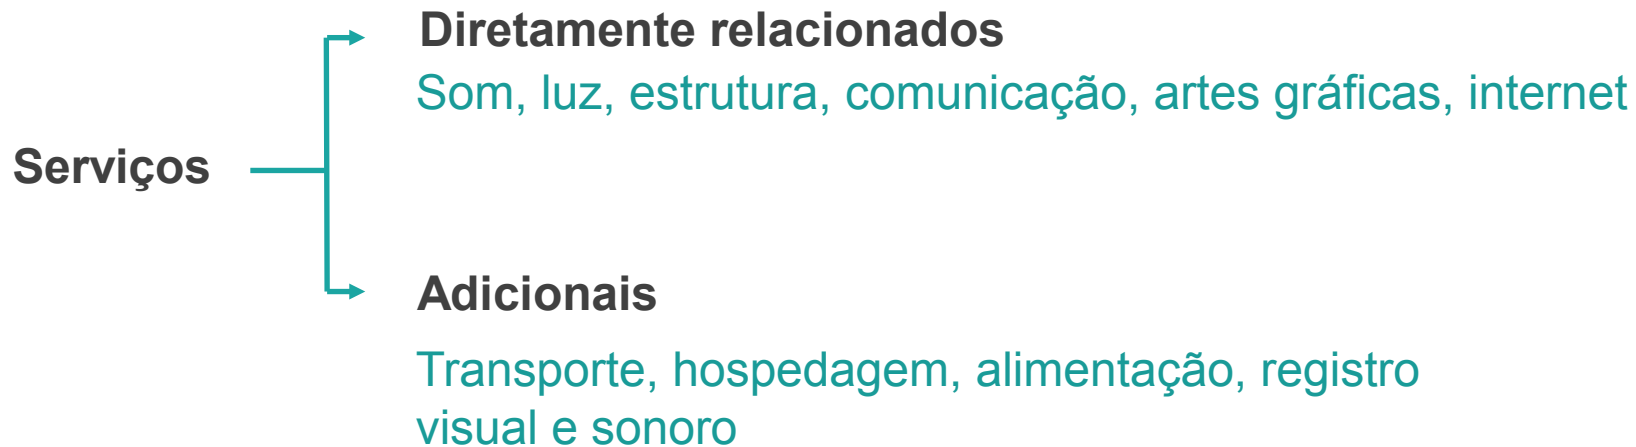 Diretamente relacionados
Som, luz, estrutura, comunicação, artes gráficas, internet
Serviços
Adicionais
Transporte, hospedagem, alimentação, registro
visual e sonoro